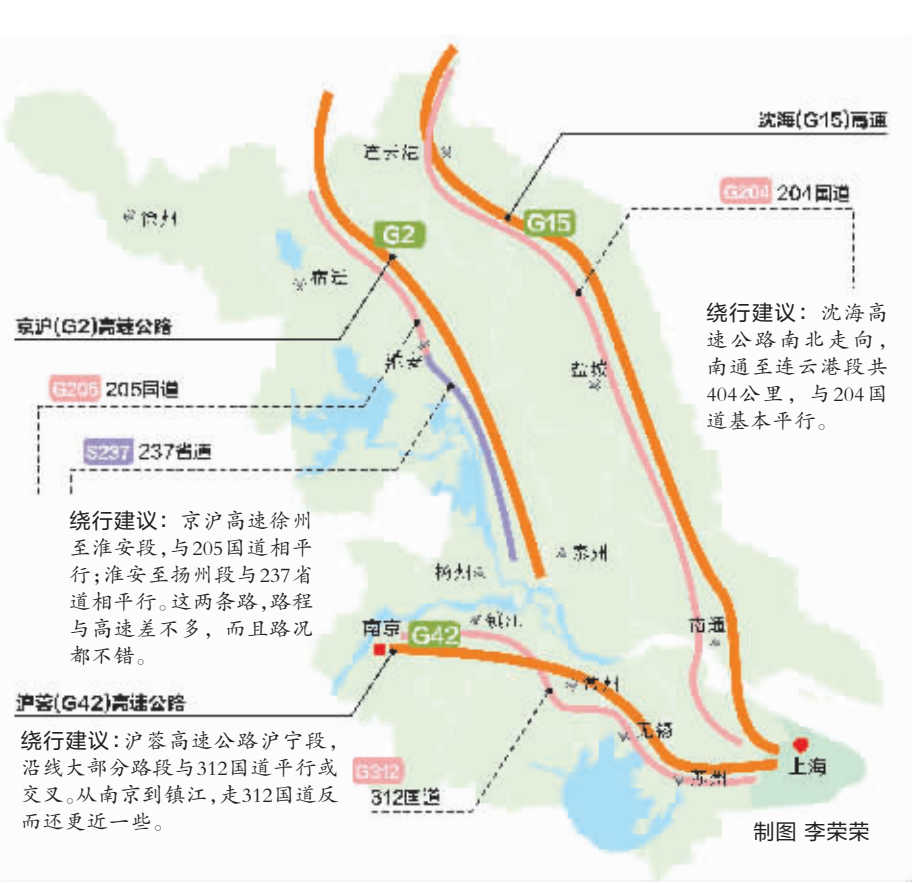 沈海(G15)高速
连云港
G204 204国道
徐州
G2
G15
宿迁
绕行建议：沈海高
速公路南北走向，
南通至连云港段共
404公里，与204国
道基本平行。
京沪(G2)高速公路
淮安
盐城
G205 205国道
S237 237省道
绕行建议：京沪高速徐州
至淮安段，与205国道相平
行；淮安至扬州段与237省
道相平行。这两条路，路程
与高速差不多，而且路况
都不错。
泰州
扬州
镇江
南京
G42
南通
常州
沪蓉(G42)高速公路
绕行建议：沪蓉高速公路沪宁段，
沿线大部分路段与312国道平行或
交叉。从南京到镇江，走312国道反
而还更近一些。
无锡
G312
312国道
苏州
上海
制图 李荣荣